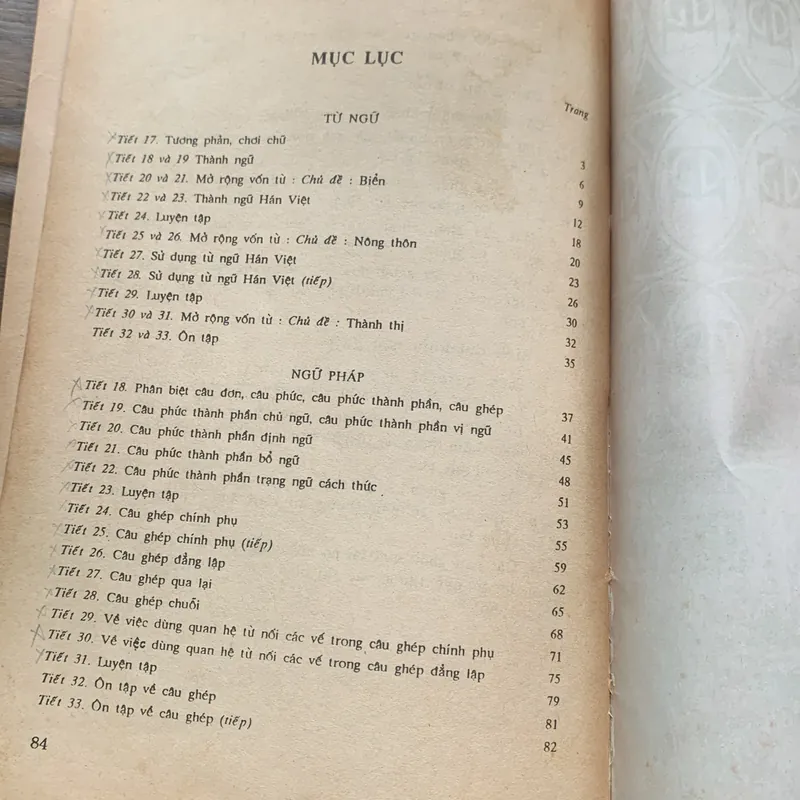 MỤC LỤC
Trang
TỪ NGỮ
Tiết 17. Tương phản, chơi chữ 3
Tiết 18 và 19 Thành ngữ 6
Tiết 20 và 21. Mở rộng vốn từ : Chủ đề : Biển 9
Tiết 22 và 23. Thành ngữ Hán Việt 12
Tiết 24. Luyện tập 18
Tiết 25 và 26. Mở rộng vốn từ : Chủ đề : Nông thôn 20
Tiết 27. Sử dụng từ ngữ Hán Việt 23
Tiết 28. Sử dụng từ ngữ Hán Việt (tiếp) 26
Tiết 29. Luyện tập 30
Tiết 30 và 31. Mở rộng vốn từ : Chủ đề : Thành thị 32
Tiết 32 và 33. Ôn tập 35
NGỮ PHÁP
Tiết 18. Phân biệt câu đơn, câu phức, câu phức thành phần, câu ghép 37
Tiết 19. Câu phức thành phần chủ ngữ, câu phức thành phần vị ngữ 41
Tiết 20. Câu phức thành phần định ngữ 45
Tiết 21. Câu phức thành phần bổ ngữ 48
Tiết 22. Câu phức thành phần trạng ngữ cách thức 51
Tiết 23. Luyện tập 53
Tiết 24. Câu ghép chính phụ 55
Tiết 25. Câu ghép chính phụ (tiếp) 59
Tiết 26. Câu ghép đẳng lập 62
Tiết 27. Câu ghép qua lại 65
Tiết 28. Câu ghép chuỗi 68
Tiết 29. Về việc dùng quan hệ từ nối các vế trong câu ghép chính phụ 71
Tiết 30. Về việc dùng quan hệ từ nối các vế trong câu ghép đẳng lập 75
Tiết 31. Luyện tập 79
Tiết 32. Ôn tập về câu ghép 81
Tiết 33. Ôn tập về câu ghép (tiếp) 82
84